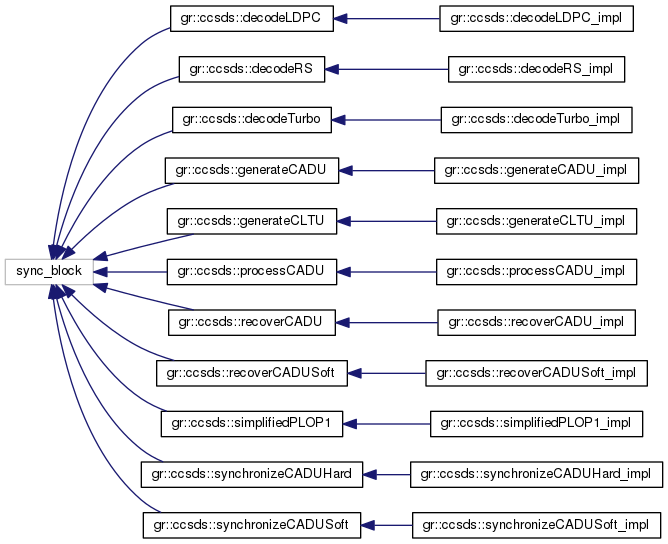 gr::ccsds::decodeLDPC gr::ccsds::decodeLDPC_impl
gr::ccsds::decodeRS gr::ccsds::decodeRS_impl
gr::ccsds::decodeTurbo gr::ccsds::decodeTurbo_impl
gr::ccsds::generateCADU gr::ccsds::generateCADU_impl
gr::ccsds::generateCLTU gr::ccsds::generateCLTU_impl
sync_block gr::ccsds::processCADU gr::ccsds::processCADU_impl
gr::ccsds::recoverCADU gr::ccsds::recoverCADU_impl
gr::ccsds::recoverCADUSoft gr::ccsds::recoverCADUSoft_impl
gr::ccsds::simplifiedPLOP1 gr::ccsds::simplifiedPLOP1_impl
gr::ccsds::synchronizeCADUHard gr::ccsds::synchronizeCADUHard_impl
gr::ccsds::synchronizeCADUSoft gr::ccsds::synchronizeCADUSoft_impl